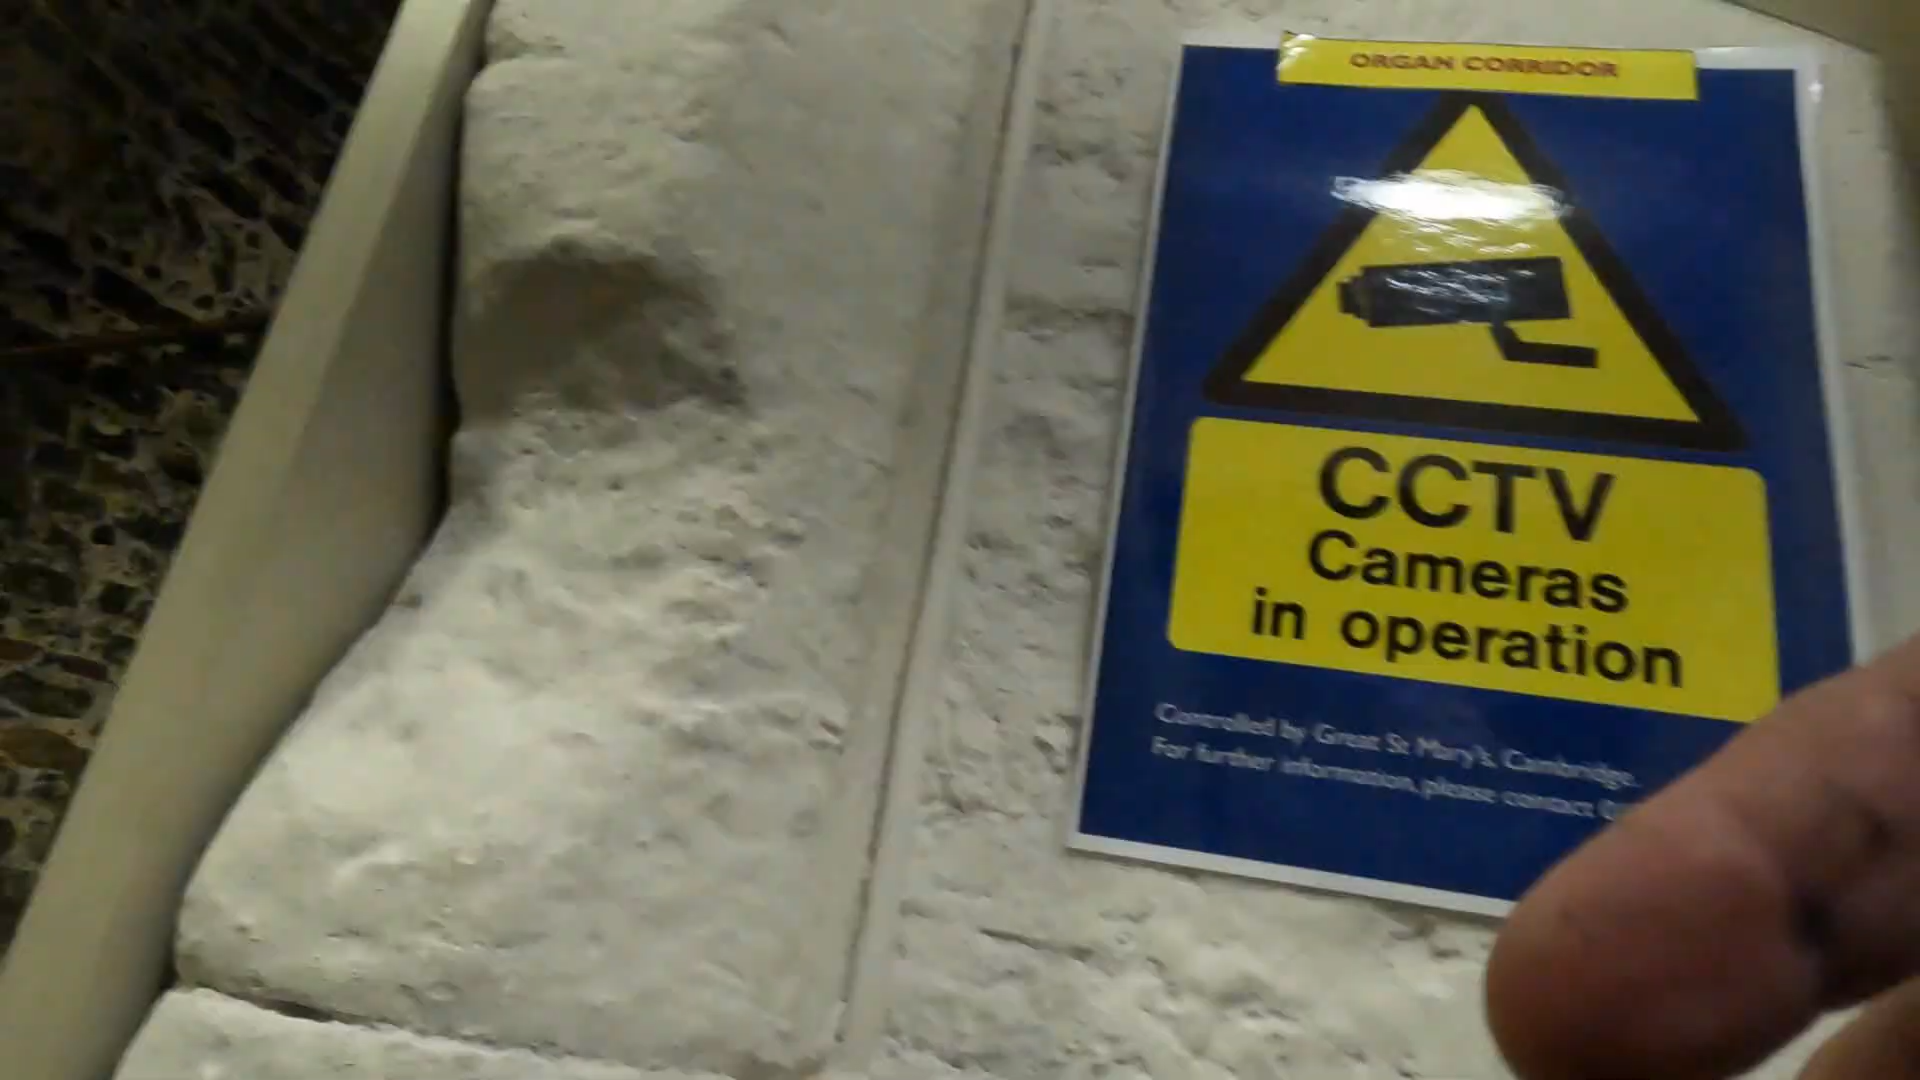 ORGAN CORRIDOR
CCTV
Cameras
in operation
Controlled by Great St Mary's, Cambridge.
For further information, please contact